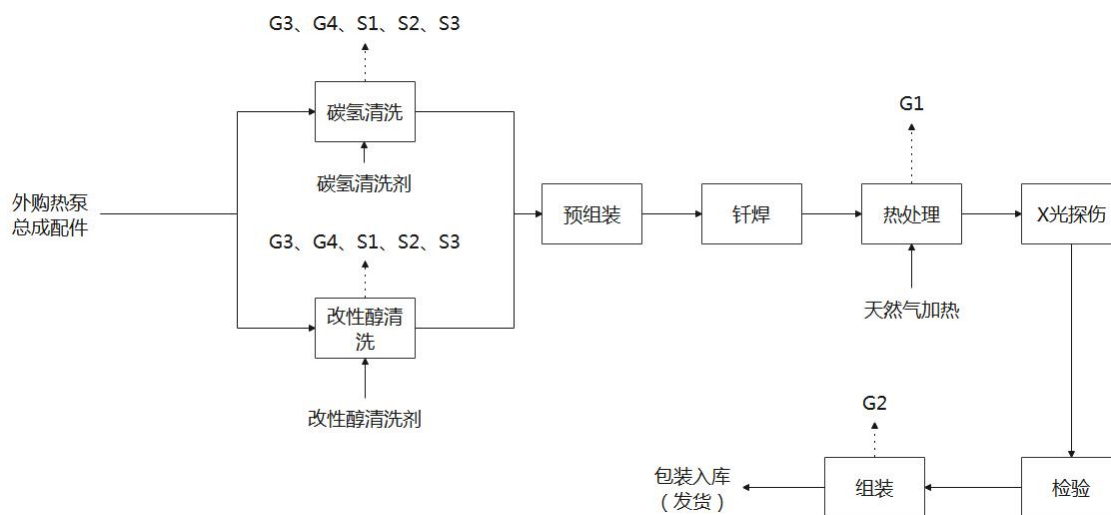 G3、G4、S1、S2、S3
碳氢清洗
碳氢清洗剂
外购热泵
总成配件
G3、G4、S1、S2、S3
改性醇清
洗
改性醇清洗剂
预组装
钎焊
G1
热处理
天然气加热
X光探伤
检验
G2
组装
包装入库
（发货）